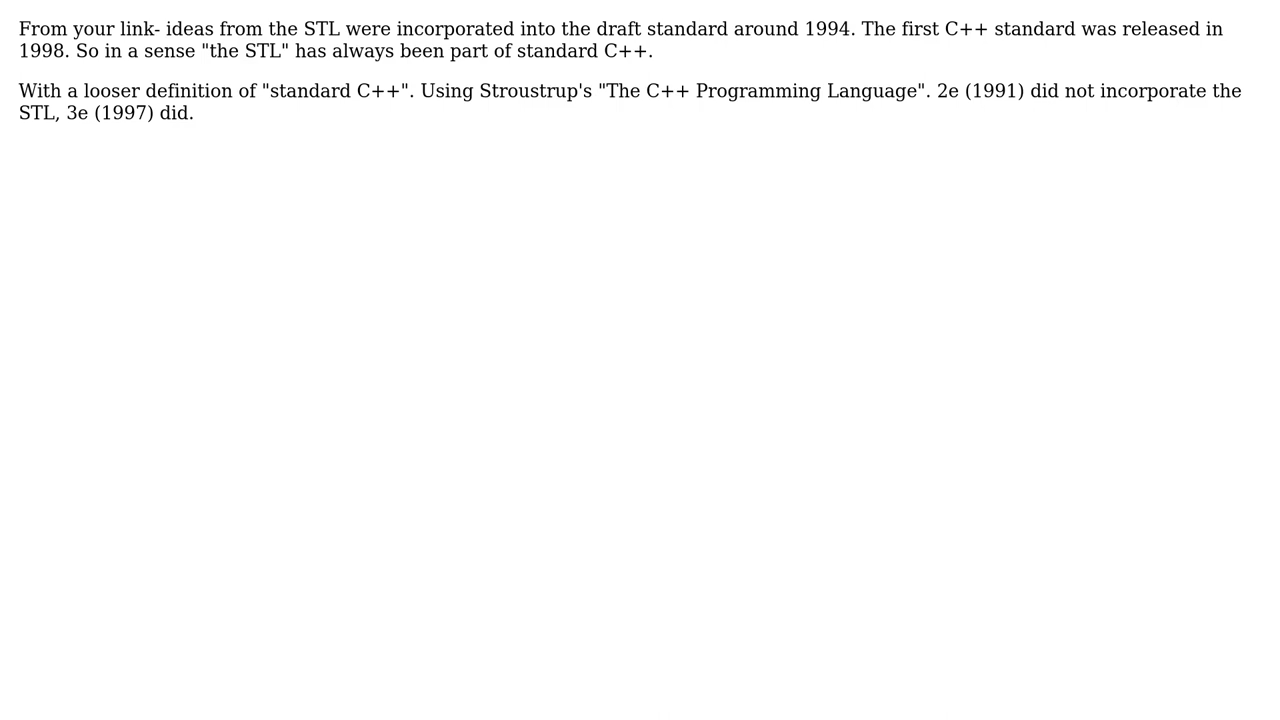 From your link- ideas from the STL were incorporated into the draft standard around 1994. The first C++ standard was released in
1998. So in a sense "the STL" has always been part of standard C++.
With a looser definition of "standard C++". Using Stroustrup's "The C++ Programming Language". 2e (1991) did not incorporate the
STL, 3e (1997) did.